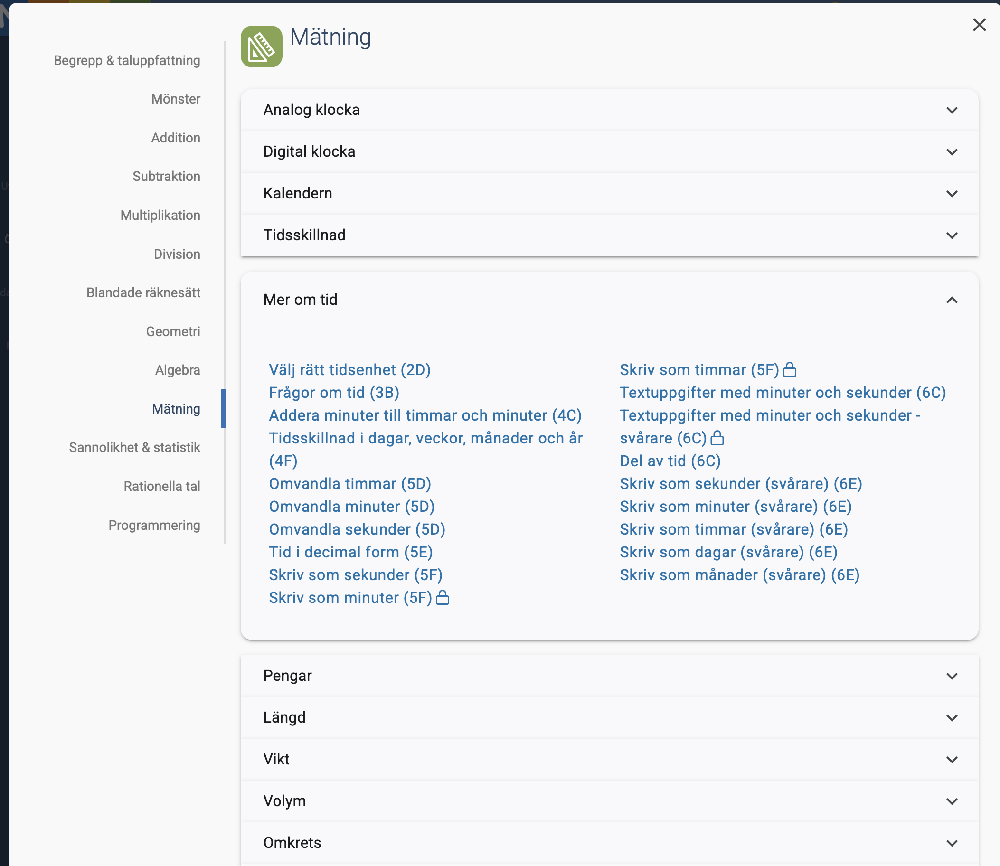 Mätning
Begrepp & taluppfattning
Mönster
Addition
Subtraktion
Multiplikation
Division
Blandade räknesätt
Geometri
Algebra
Mätning
Sannolikhet & statistik
Rationella tal
Programmering
Analog klocka
Digital klocka
Kalendern
Tidsskillnad
Mer om tid
Välj rätt tidsenhet (2D)
Frågor om tid (3B)
Addera minuter till timmar och minuter (4C)
Tidsskillnad i dagar, veckor, månader och år
(4F)
Omvandla timmar (5D)
Omvandla minuter (5D)
Omvandla sekunder (5D)
Tid i decimal form (5E)
Skriv som sekunder (5F)
Skriv som minuter (5F)
Skriv som timmar (5F)
Textuppgifter med minuter och sekunder (6C)
Textuppgifter med minuter och sekunder -
svårare (6C)
Del av tid (6C)
Skriv som sekunder (svårare) (6E)
Skriv som minuter (svårare) (6E)
Skriv som timmar (svårare) (6E)
Skriv som dagar (svårare) (6E)
Skriv som månader (svårare) (6E)
Pengar
Längd
Vikt
Volym
Omkrets